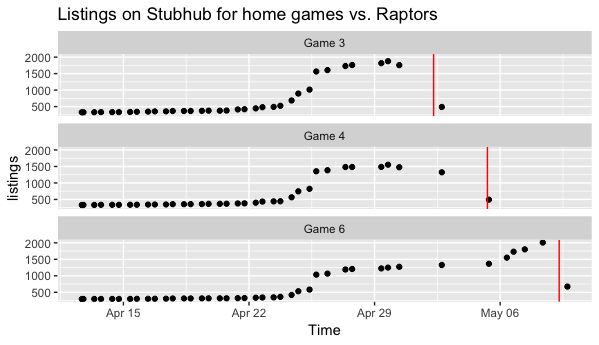 Listings on Stubhub for home games vs. Raptors
Game 3
2000
1500
1000
500
Game 4
2000
1500
1000
500
listings
Game 6
2000
1500
1000
500
Apr 15 Apr 22 Apr 29 May 06
Time